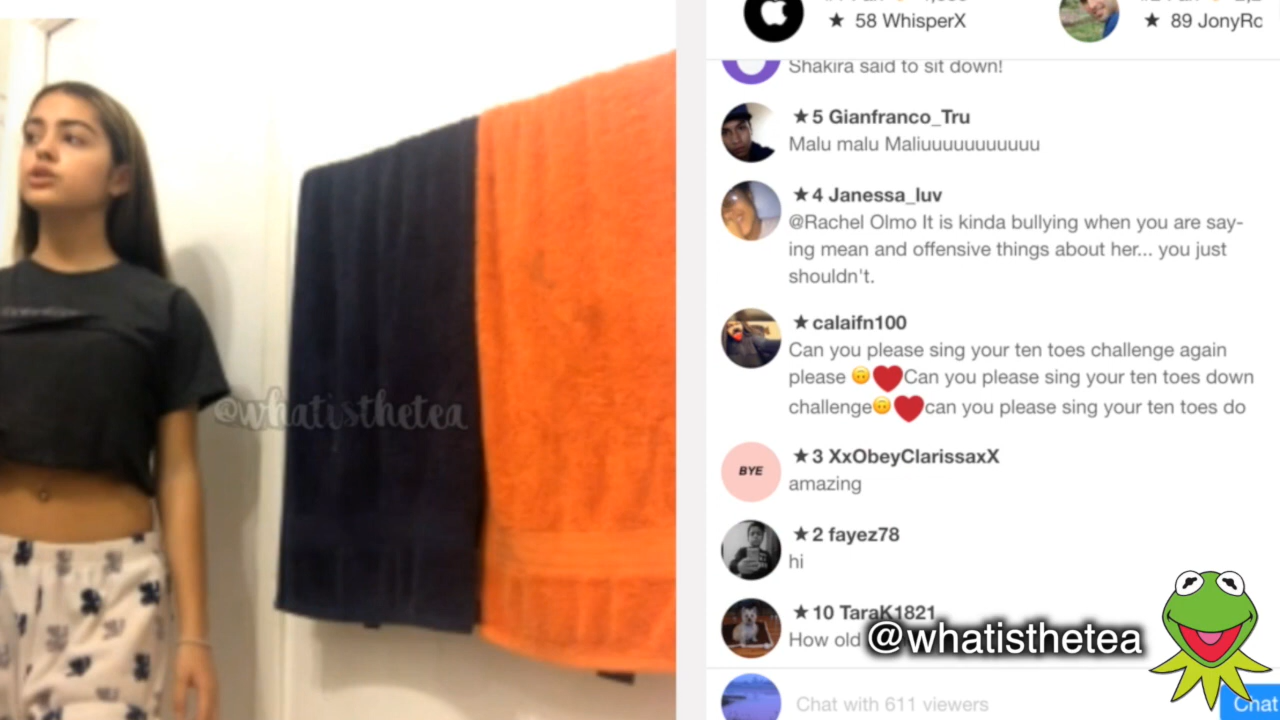 ★ 58 WhisperX
★ 89 JonyRc
Shakira said to sit down!
★5 Gianfranco_Tru
Malu malu Maliuuuuuuuuuuu
★4 Janessa_luv
@Rachel Olmo It is kinda bullying when you are say-
ing mean and offensive things about her... you just
shouldn't.
★calaifn100
Can you please sing your ten toes challenge again
please 🙃❤️Can you please sing your ten toes down
challenge🙃❤️can you please sing your ten toes do
BYE
★3 XxObeyClarissaxX
amazing
★2 fayez78
hi
★10 TaraK1821
How old
@whatisthetea
@whatisthetea
Chat with 611 viewers
Chat